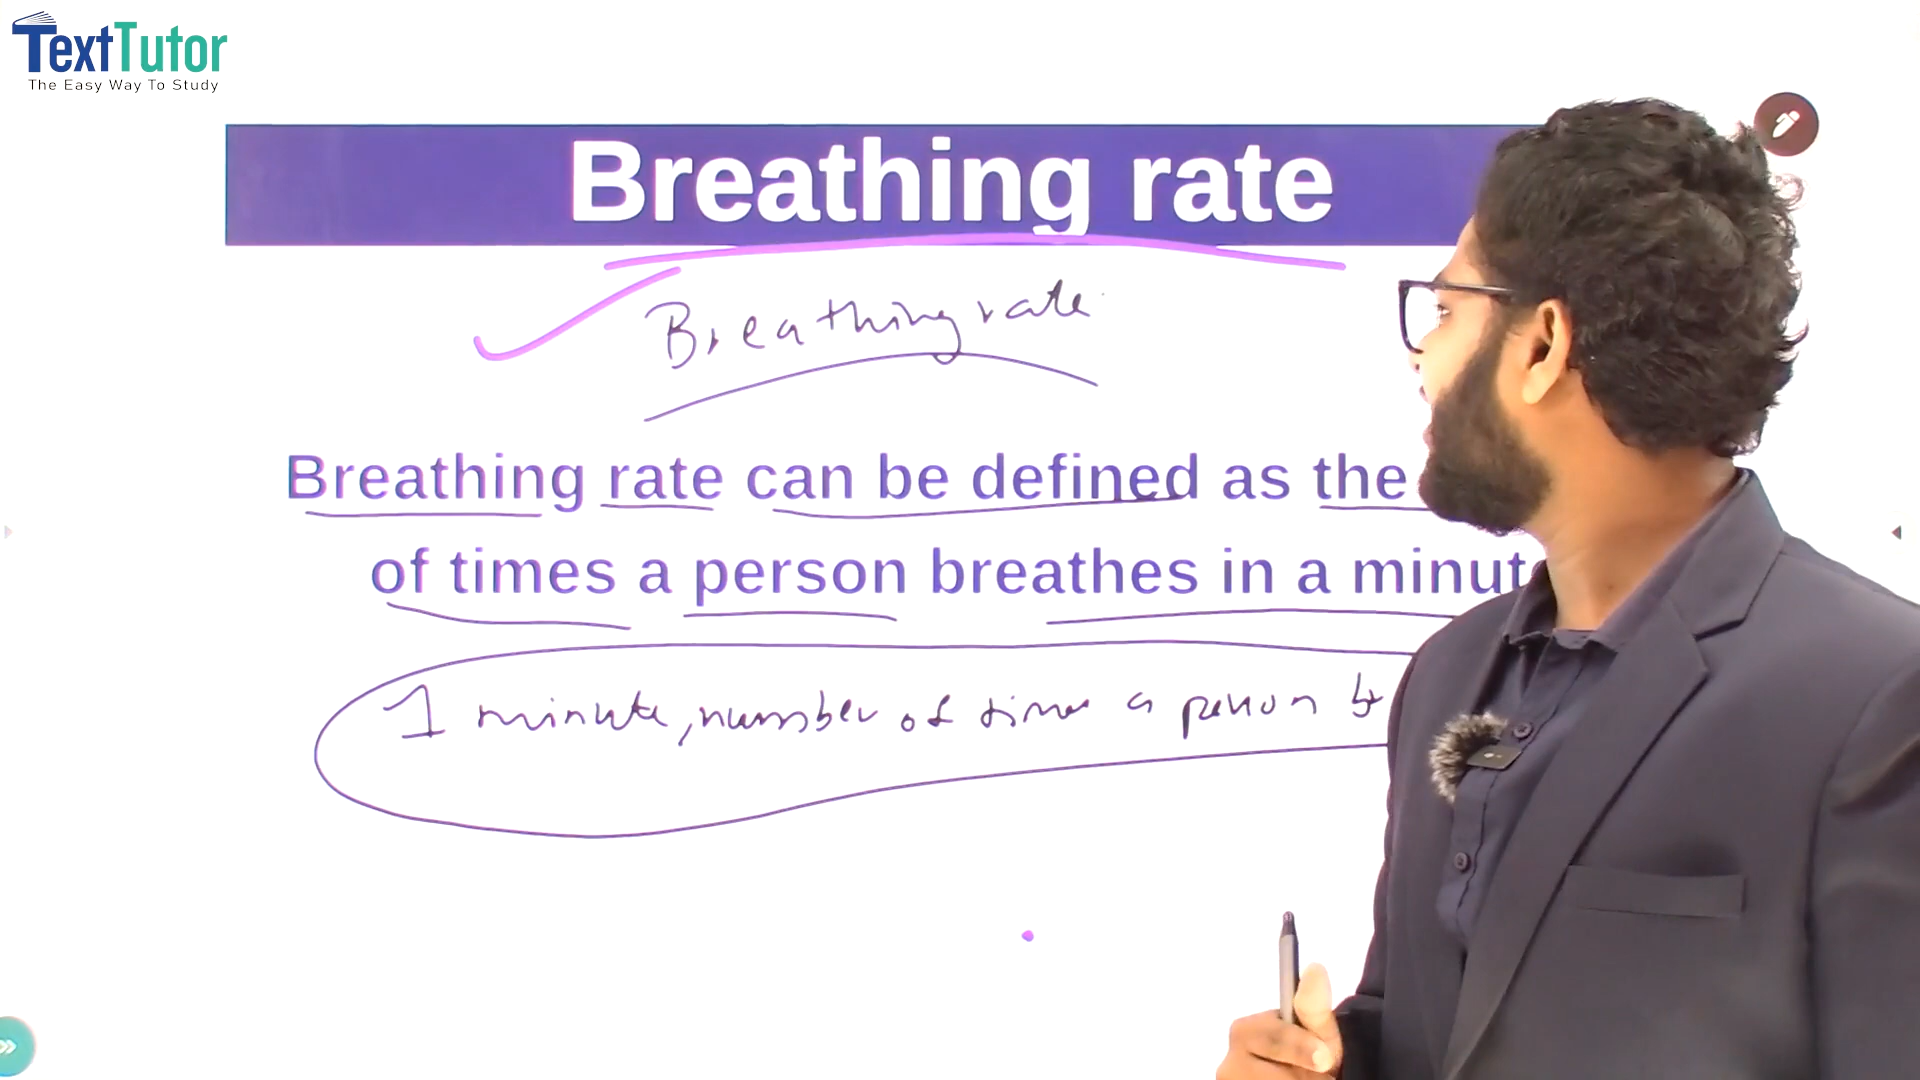 TextTutor
The Easy Way To Study
Breathing rate
Breathing rate
Breathing rate can be defined as the
of times a person breathes in a minut
1 minute, number of times a person b